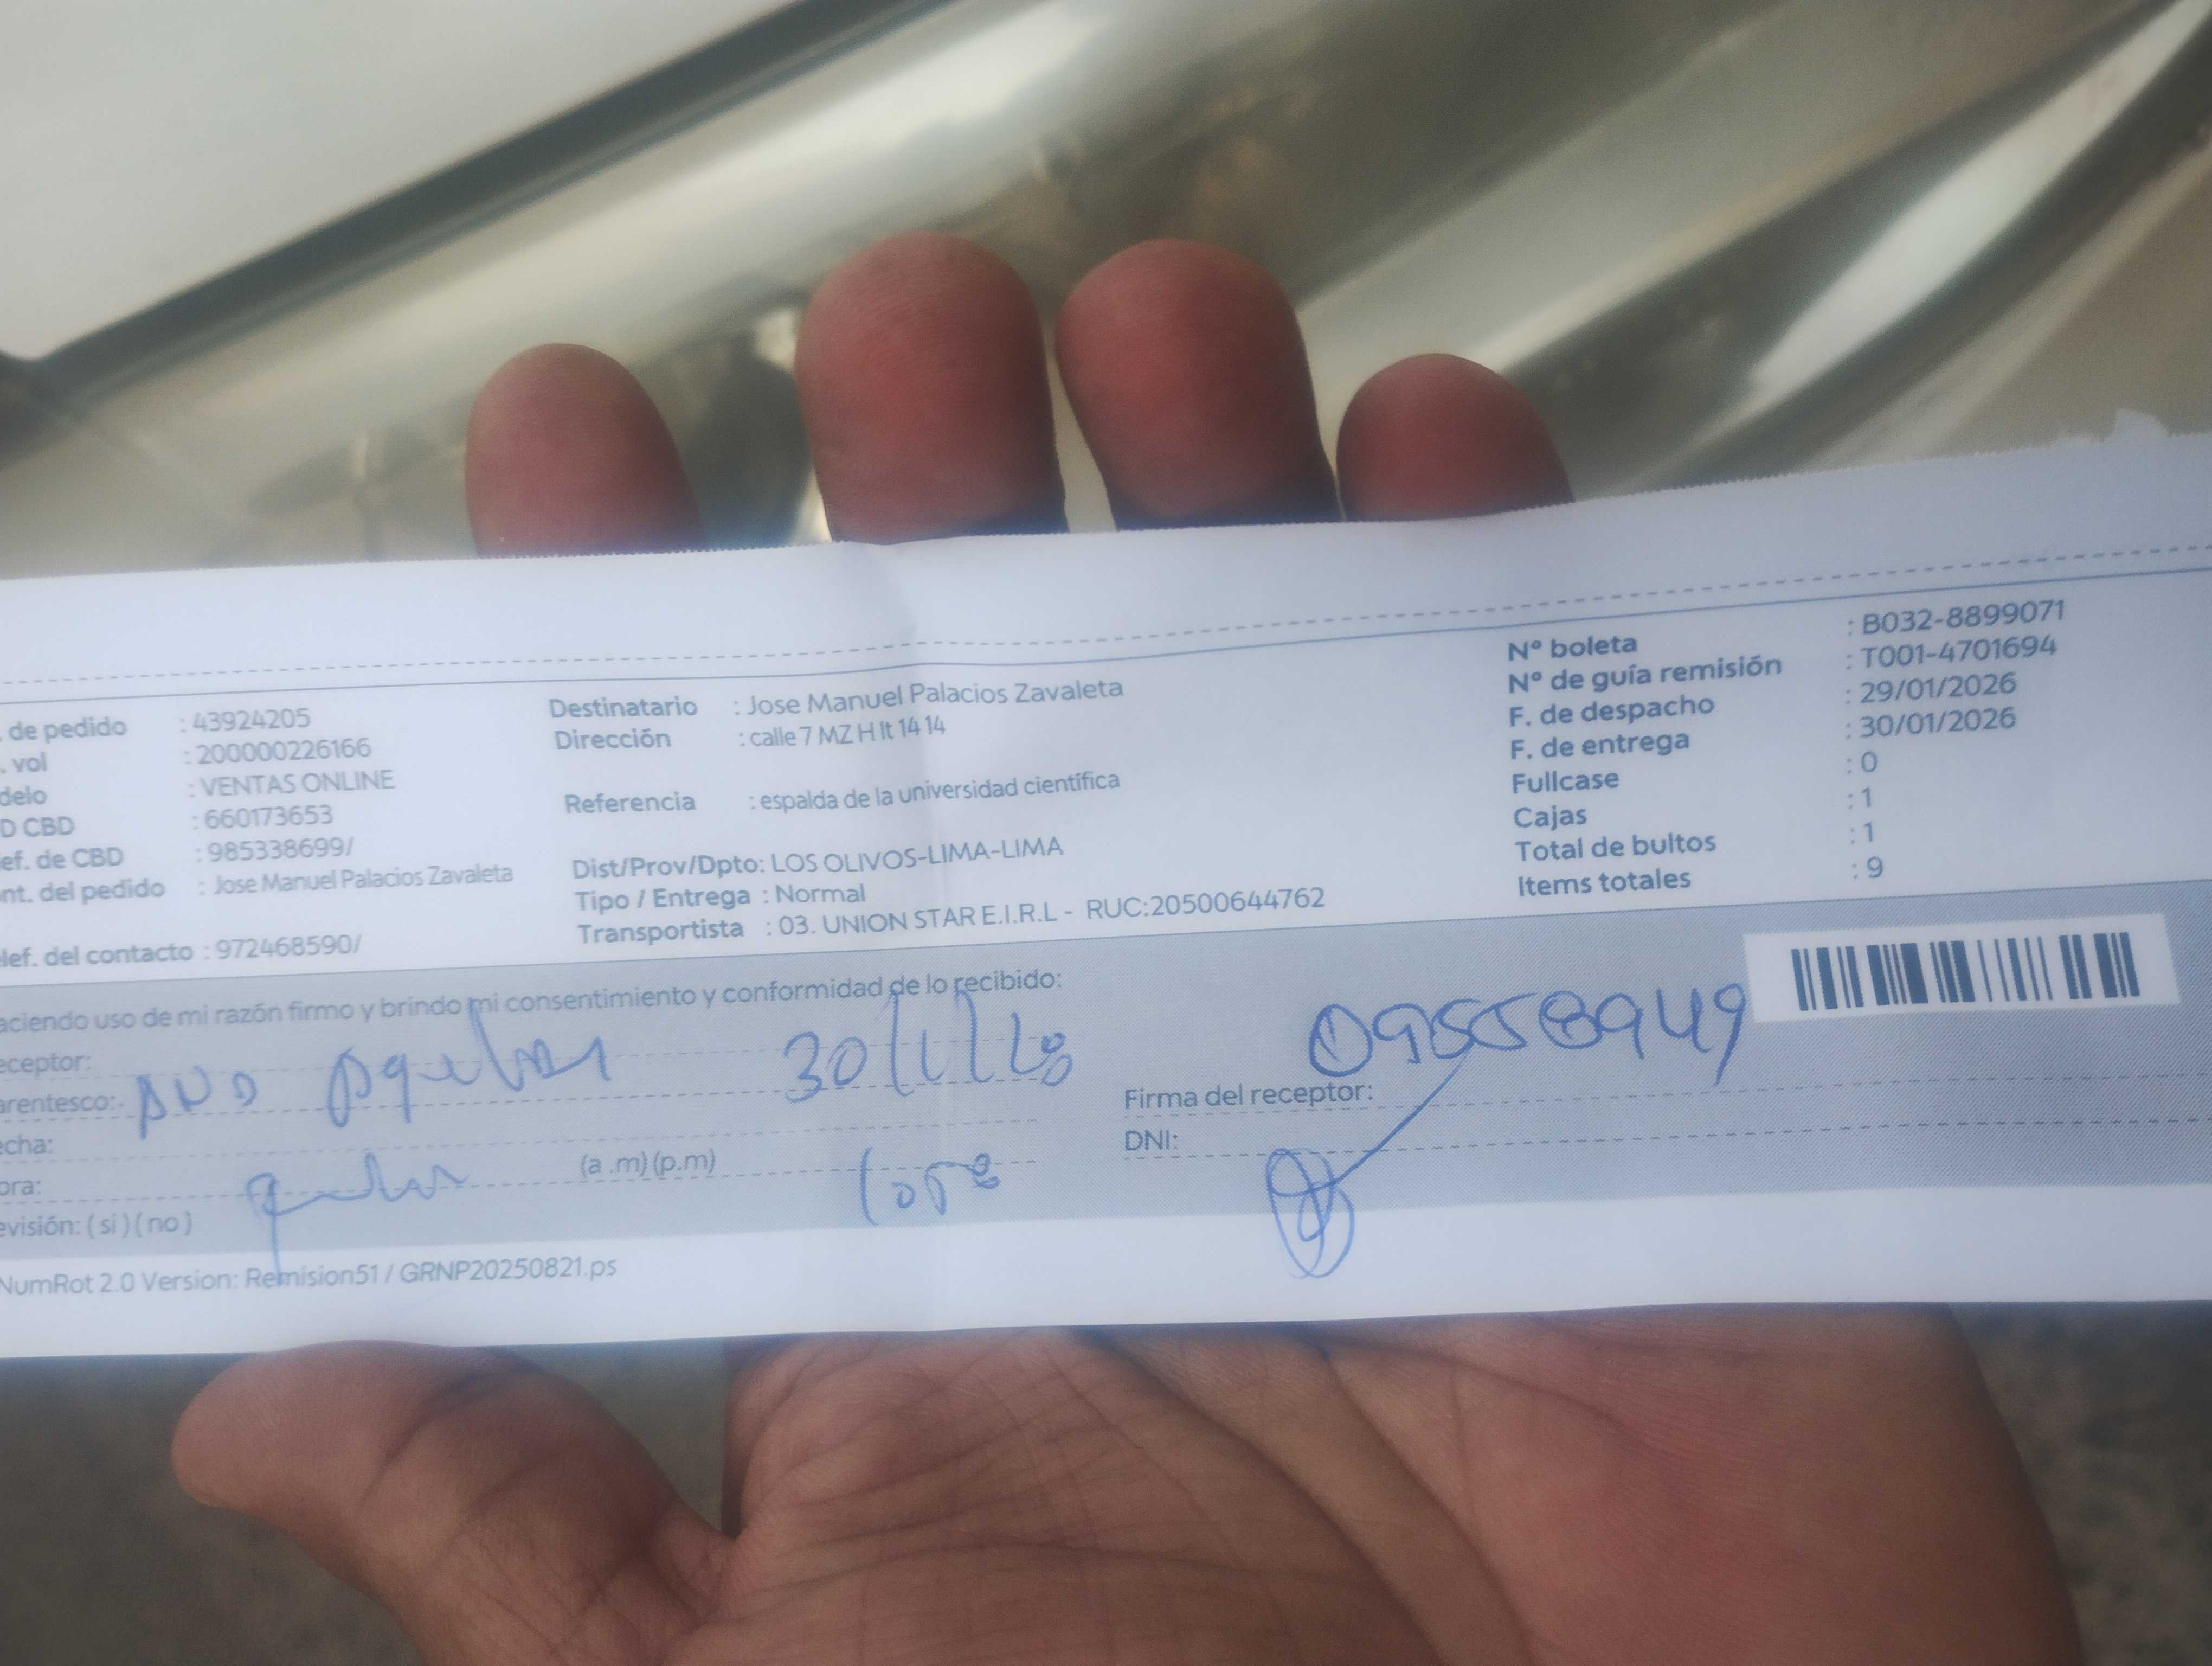 de pedido : 43924205
vol : 200000226166
delo : VENTAS ONLINE
D CBD : 660173653
ef. de CBD : 985338699/
nt. del pedido : Jose Manuel Palacios Zavaleta
lef. del contacto : 972468590/
Destinatario : Jose Manuel Palacios Zavaleta
Dirección : calle 7 MZ H lt 14 14
Referencia : espalda de la universidad científica
Dist/Prov/Dpto: LOS OLIVOS-LIMA-LIMA
Tipo / Entrega : Normal
Transportista : 03. UNION STAR E.I.R.L - RUC:20500644762
Nº boleta : B032-8899071
Nº de guía remisión : T001-4701694
F. de despacho : 29/01/2026
F. de entrega : 30/01/2026
Fullcase : 0
Cajas : 1
Total de bultos : 1
Items totales : 9
aciendo uso de mi razón firmo y brindo mi consentimiento y conformidad de lo recibido:
eceptor:
arentesco: 30/1/
echa:
ora: (a .m) (p.m)
evisión: ( si ) ( no )
09558949
Firma del receptor:
DNI:
NumRot 2.0 Version: Remision51 / GRNP20250821.ps